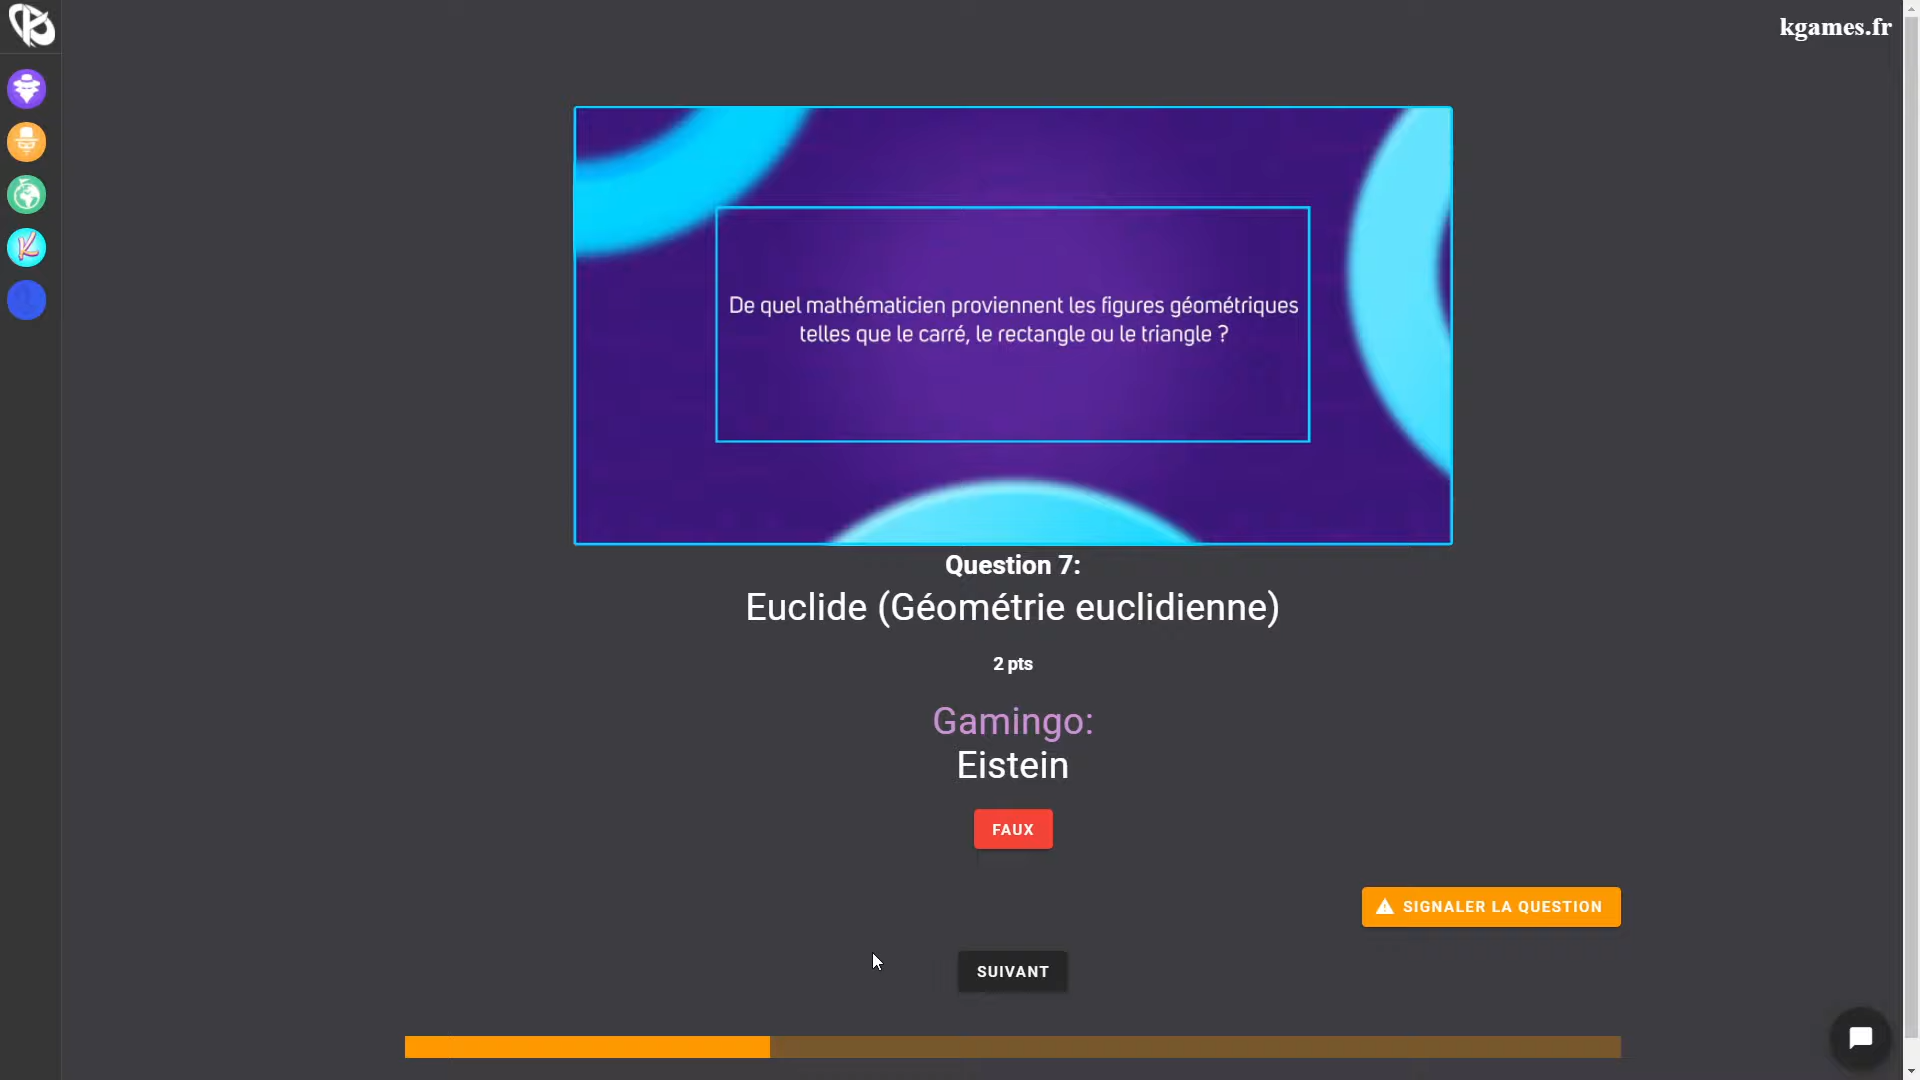 kgames.fr
De quel mathématicien proviennent les figures géométriques
telles que le carré, le rectangle ou le triangle ?
Question 7:
Euclide (Géométrie euclidienne)
2 pts
Gamingo:
Eistein
FAUX
SIGNALER LA QUESTION
SUIVANT